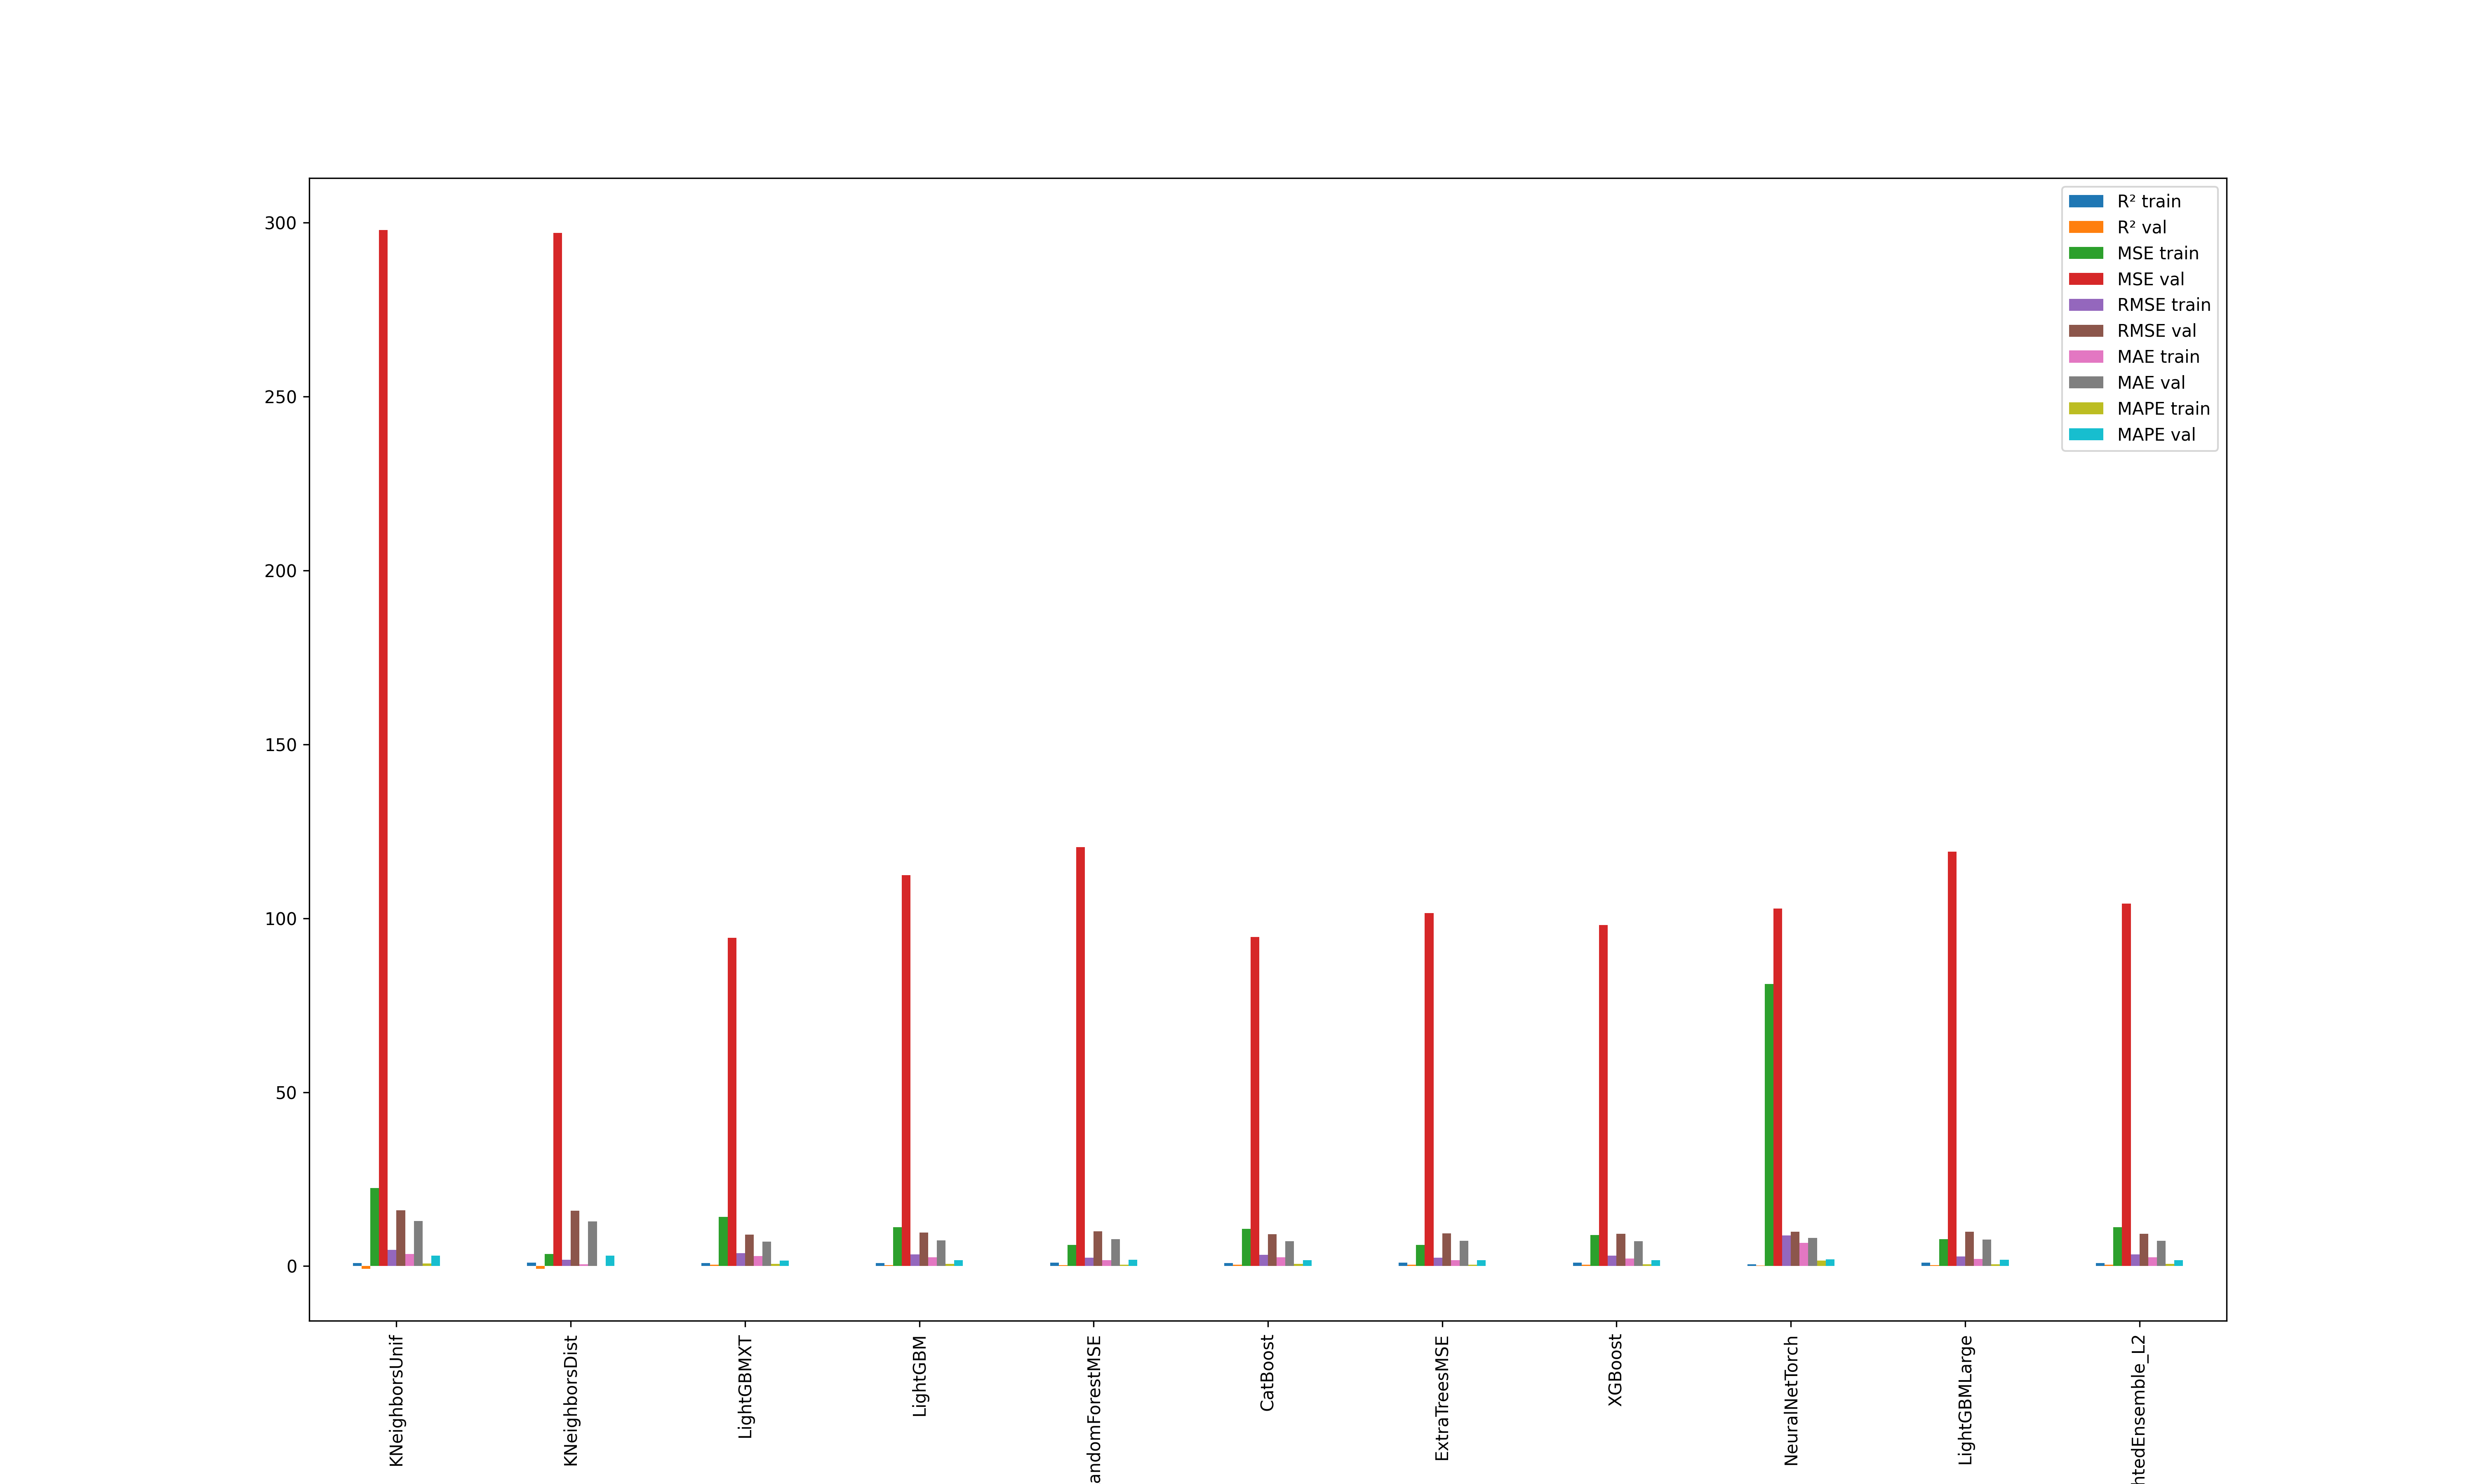 300
250
200
150
100
50
0
R² train
R² val
MSE train
MSE val
RMSE train
RMSE val
MAE train
MAE val
MAPE train
MAPE val
KNeighborsUnif
KNeighborsDist
LightGBMXT
LightGBM
andomForestMSE
CatBoost
ExtraTreesMSE
XGBoost
NeuralNetTorch
LightGBMLarge
htedEnsemble_L2